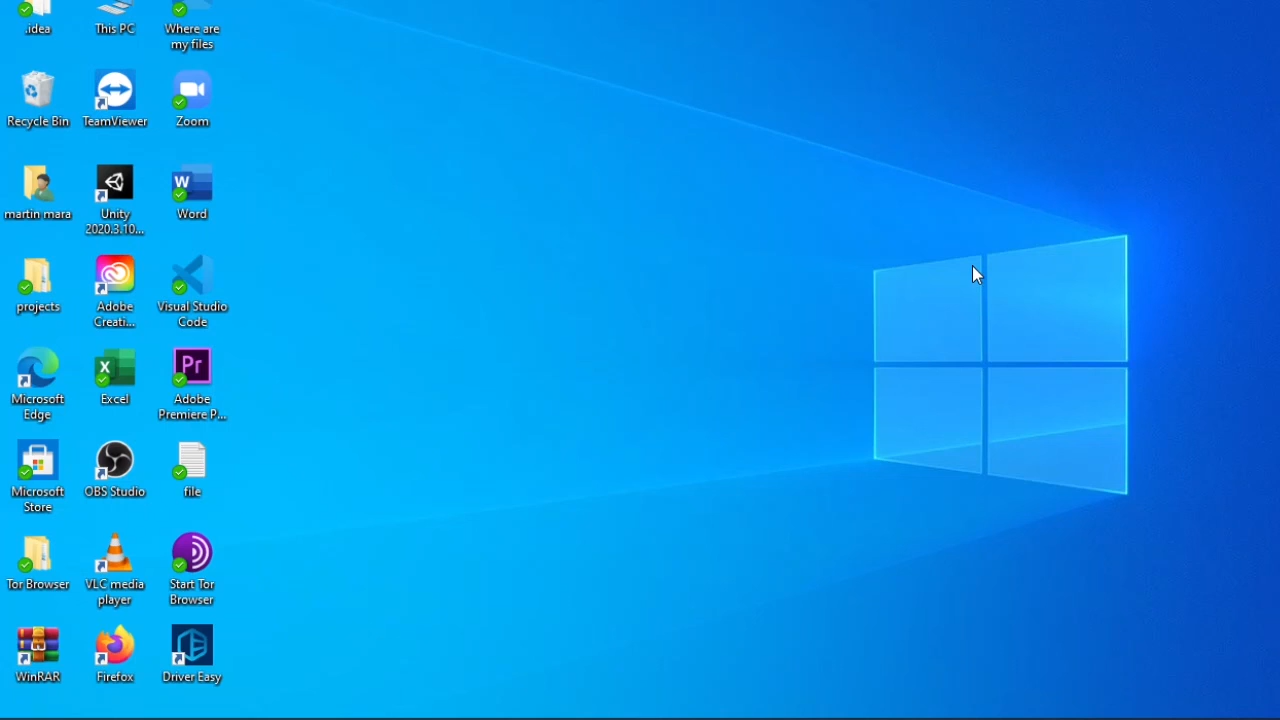 .idea
This PC
Where are
my files
Recycle Bin
TeamViewer
Zoom
martin mara
Unity
2020.3.10...
Word
projects
Adobe
Creati...
Visual Studio
Code
Microsoft
Edge
Excel
Adobe
Premiere P...
Microsoft
Store
OBS Studio
file
Tor Browser
VLC media
player
Start Tor
Browser
WinRAR
Firefox
Driver Easy